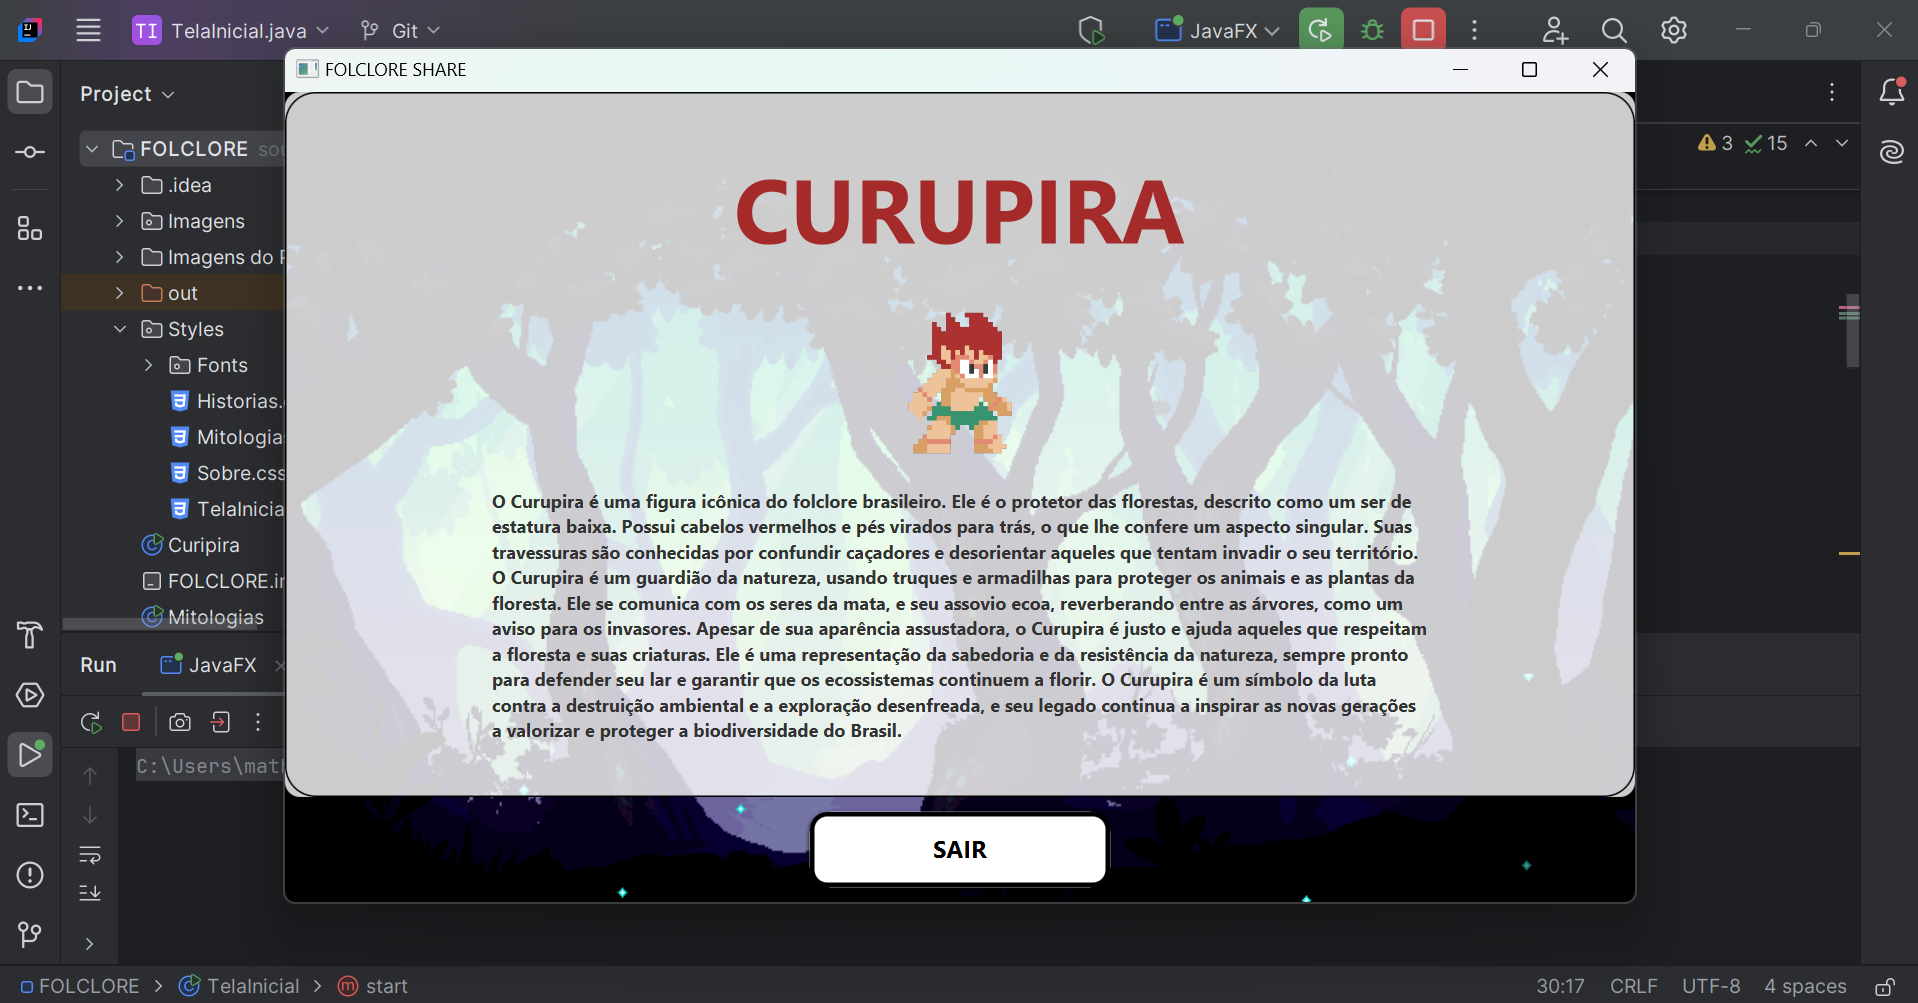 TI TelaInicial.java
Git
JavaFX
FOLCLORE SHARE
Project
3 15
FOLCLORE
.idea
Imagens
Imagens do
out
Styles
Fonts
Historias.
Sobre.css
Curipira
Mitologias
CURUPIRA
O Curupira é uma figura icônica do folclore brasileiro. Ele é o protetor das florestas, descrito como um ser de
estatura baixa. Possui cabelos vermelhos e pés virados para trás, o que lhe confere um aspecto singular. Suas
travessuras são conhecidas por confundir caçadores e desorientar aqueles que tentam invadir o seu território.
O Curupira é um guardião da natureza, usando truques e armadilhas para proteger os animais e as plantas da
floresta. Ele se comunica com os seres da mata, e seu assovio ecoa, reverberando entre as árvores, como um
aviso para os invasores. Apesar de sua aparência assustadora, o Curupira é justo e ajuda aqueles que respeitam
a floresta e suas criaturas. Ele é uma representação da sabedoria e da resistência da natureza, sempre pronto
para defender seu lar e garantir que os ecossistemas continuem a florir. O Curupira é um símbolo da luta
contra a destruição ambiental e a exploração desenfreada, e seu legado continua a inspirar as novas gerações
a valorizar e proteger a biodiversidade do Brasil.
SAIR
Run JavaFX
C:\Users\mat
FOLCLORE TelaInicial start
30:17 CRLF UTF-8 4 spaces